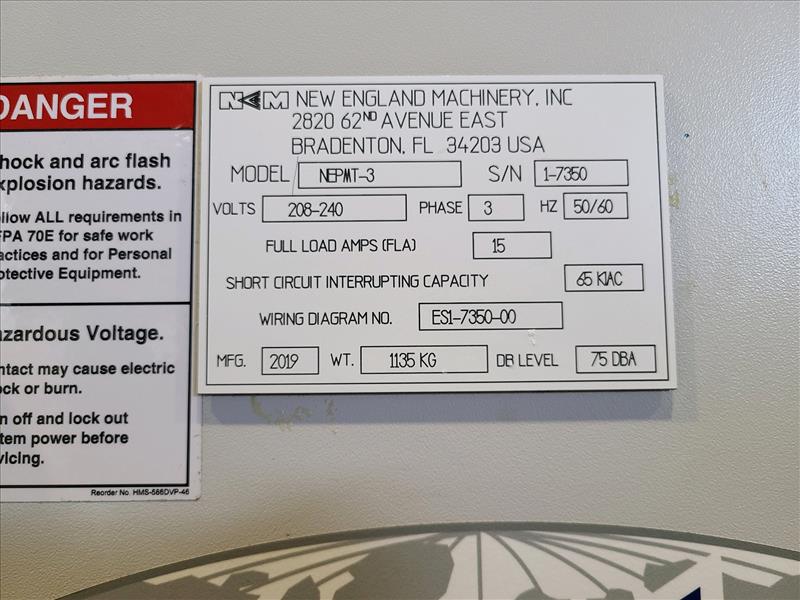 DANGER
hock and arc flash
xplosion hazards.
llow ALL requirements in
FPA 70E for safe work
actices and for Personal
otective Equipment.
azardous Voltage.
ntact may cause electric
ock or burn.
n off and lock out
tem power before
vicing.
Reorder No. HMS-566DVP-46
NEM NEW ENGLAND MACHINERY, INC
2820 62ND AVENUE EAST
BRADENTON, FL 34203 USA
MODEL NEPMT-3 S/N 1-7350
VOLTS 208-240 PHASE 3 HZ 50/60
FULL LOAD AMPS (FLA) 15
SHORT CIRCUIT INTERRUPTING CAPACITY 65 KIAC
WIRING DIAGRAM NO. ES1-7350-00
MFG. 2019 WT. 1135 KG DB LEVEL 75 DBA